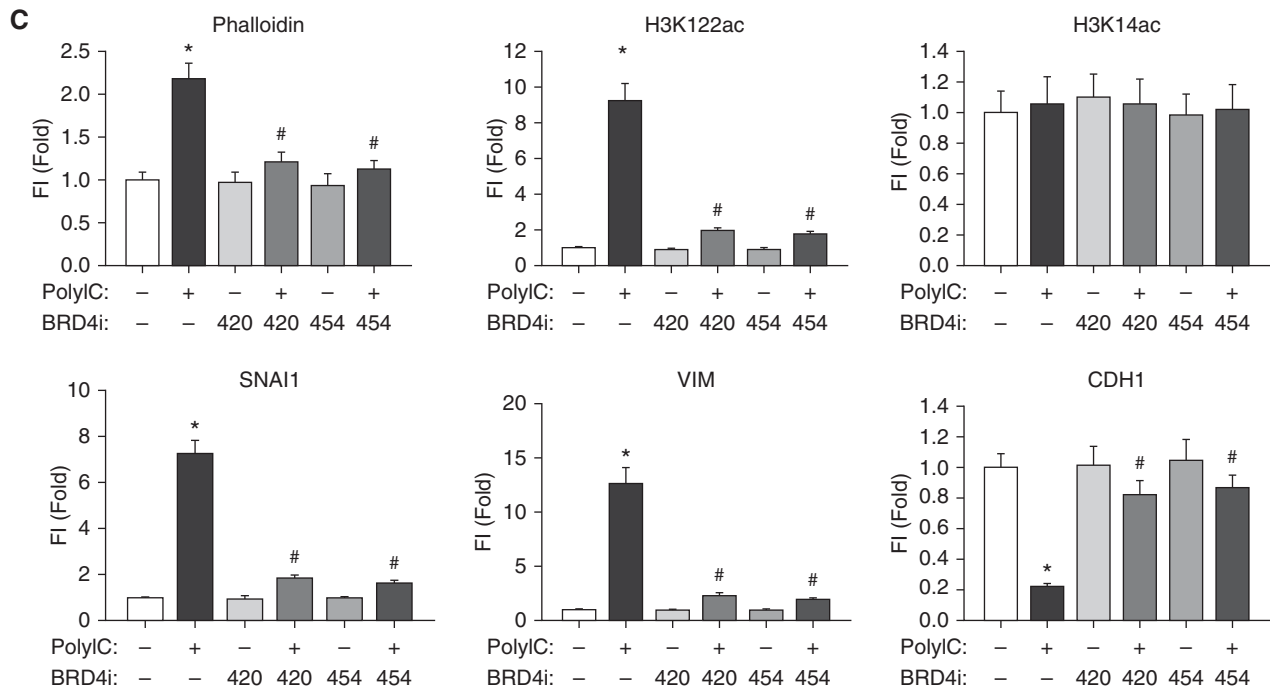 C
Phalloidin
FI (Fold)
2.5
2.0
1.5
1.0
0.5
0.0
*
#
#
PolyIC: – + – + – +
BRD4i: – – 420 420 454 454
H3K122ac
FI (Fold)
12
10
8
6
4
2
0
*
#
#
PolyIC: – + – + – +
BRD4i: – – 420 420 454 454
H3K14ac
FI (Fold)
1.4
1.2
1.0
0.8
0.6
0.4
0.2
0.0
PolyIC: – + – + – +
BRD4i: – – 420 420 454 454
SNAI1
FI (Fold)
10
8
6
4
2
0
*
#
#
PolyIC: – + – + – +
BRD4i: – – 420 420 454 454
VIM
FI (Fold)
20
15
10
5
0
*
#
#
PolyIC: – + – + – +
BRD4i: – – 420 420 454 454
CDH1
FI (Fold)
1.4
1.2
1.0
0.8
0.6
0.4
0.2
0.0
*
#
#
PolyIC: – + – + – +
BRD4i: – – 420 420 454 454